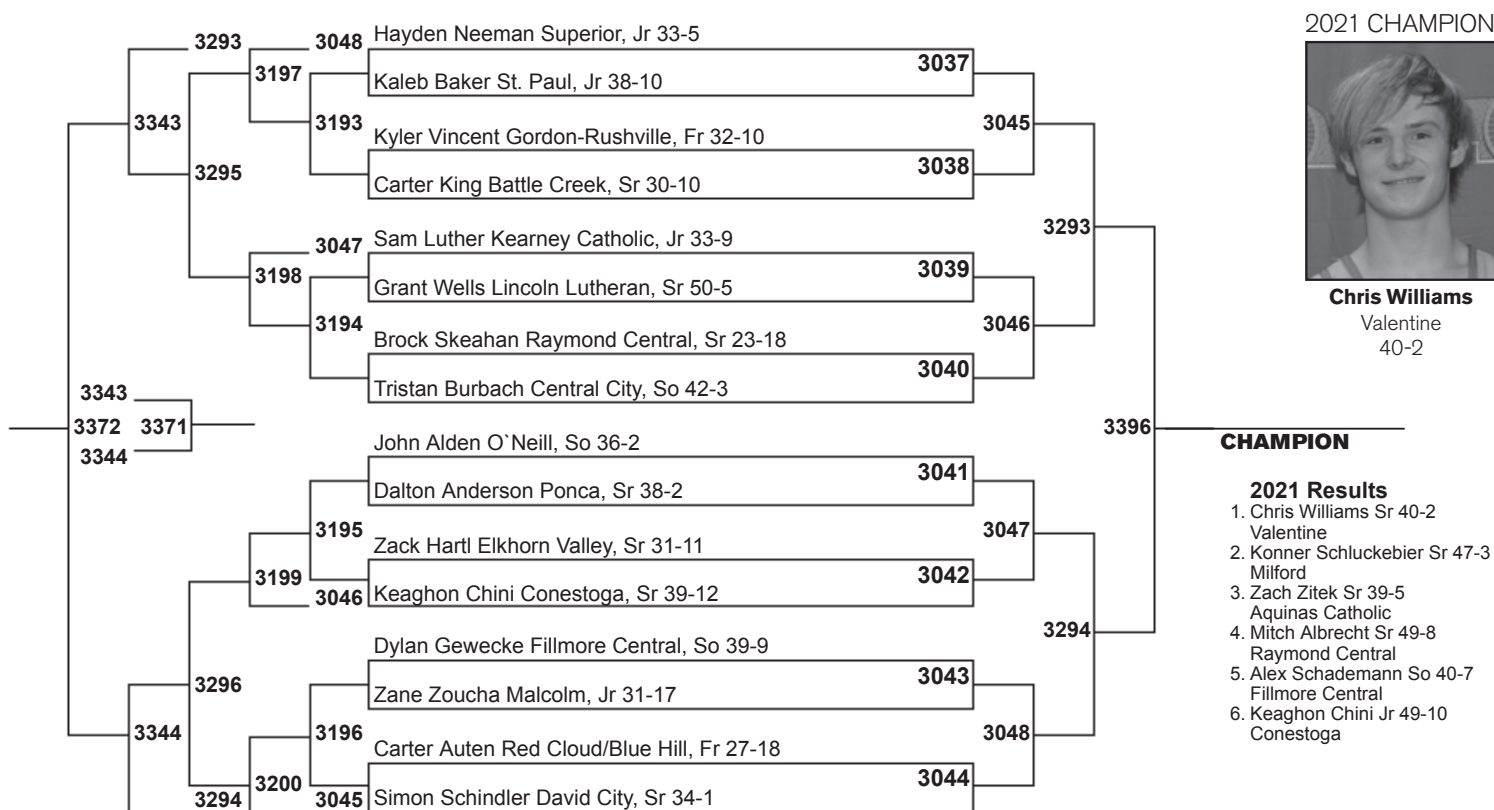 2021 CHAMPION
3293
3048
Hayden Neeman Superior, Jr 33-5
3037
3197
Kaleb Baker St. Paul, Jr 38-10
3343
3193
Kyler Vincent Gordon-Rushville, Fr 32-10
3045
3295
Carter King Battle Creek, Sr 30-10
3038
3293
3047
Sam Luther Kearney Catholic, Jr 33-9
3039
3198
Grant Wells Lincoln Lutheran, Sr 50-5
3194
Brock Skeahan Raymond Central, Sr 23-18
3046
3040
Tristan Burbach Central City, So 42-3
Chris Williams
Valentine
40-2
3343
3372
3371
3344
3396
CHAMPION
John Alden O`Neill, So 36-2
3041
Dalton Anderson Ponca, Sr 38-2
3195
Zack Hartl Elkhorn Valley, Sr 31-11
3047
3199
3042
3046
Keaghon Chini Conestoga, Sr 39-12
3294
Dylan Gewecke Fillmore Central, So 39-9
3043
3296
Zane Zoucha Malcolm, Jr 31-17
3344
3196
Carter Auten Red Cloud/Blue Hill, Fr 27-18
3048
3200
3044
3294
3045
Simon Schindler David City, Sr 34-1
2021 Results
1. Chris Williams Sr 40-2
Valentine
2. Konner Schluckebier Sr 47-3
Milford
3. Zach Zitek Sr 39-5
Aquinas Catholic
4. Mitch Albrecht Sr 49-8
Raymond Central
5. Alex Schademann So 40-7
Fillmore Central
6. Keaghon Chini Jr 49-10
Conestoga